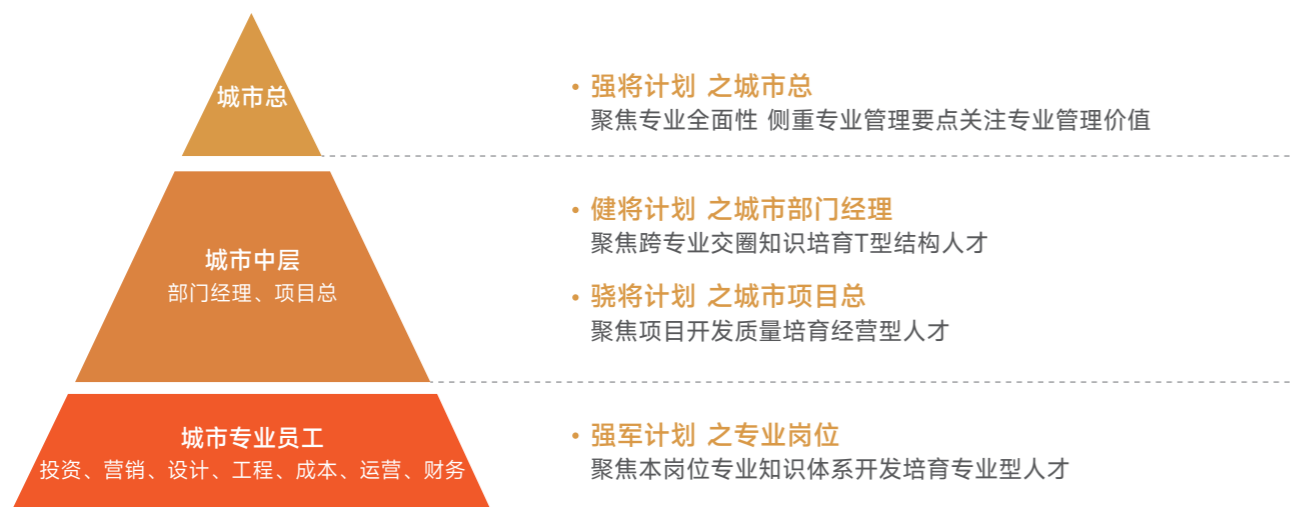 城市总
• 强将计划 之城市总
聚焦专业全面性 侧重专业管理要点关注专业管理价值
城市中层
部门经理、项目总
• 健将计划 之城市部门经理
聚焦跨专业交圈知识培育T型结构人才
• 骁将计划 之城市项目总
聚焦项目开发质量培育经营型人才
城市专业员工
投资、营销、设计、工程、成本、运营、财务
• 强军计划 之专业岗位
聚焦本岗位专业知识体系开发培育专业型人才